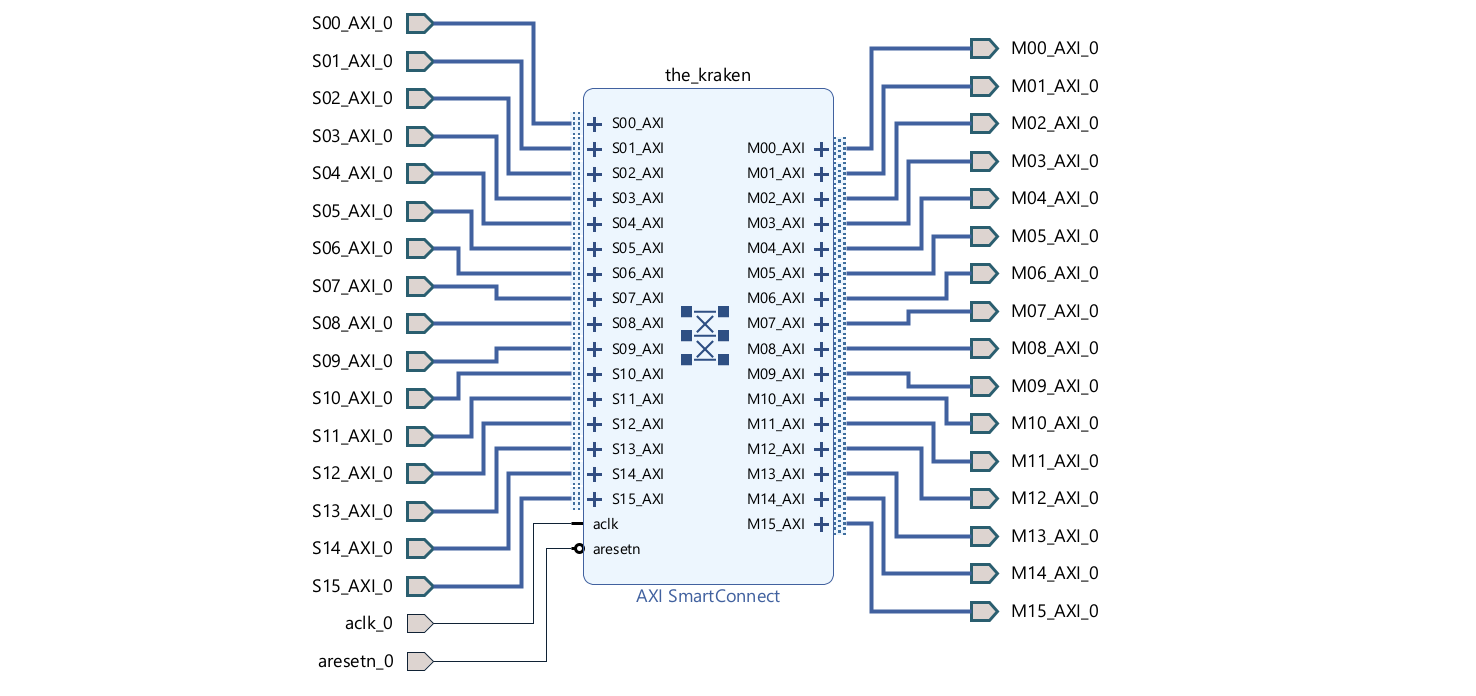 S00_AXI_0
S01_AXI_0
S02_AXI_0
S03_AXI_0
S04_AXI_0
S05_AXI_0
S06_AXI_0
S07_AXI_0
S08_AXI_0
S09_AXI_0
S10_AXI_0
S11_AXI_0
S12_AXI_0
S13_AXI_0
S14_AXI_0
S15_AXI_0
aclk_0
aresetn_0
the_kraken
S00_AXI
S01_AXI
S02_AXI
S03_AXI
S04_AXI
S05_AXI
S06_AXI
S07_AXI
S08_AXI
S09_AXI
S10_AXI
S11_AXI
S12_AXI
S13_AXI
S14_AXI
S15_AXI
aclk
aresetn
M00_AXI
M01_AXI
M02_AXI
M03_AXI
M04_AXI
M05_AXI
M06_AXI
M07_AXI
M08_AXI
M09_AXI
M10_AXI
M11_AXI
M12_AXI
M13_AXI
M14_AXI
M15_AXI
AXI SmartConnect
M00_AXI_0
M01_AXI_0
M02_AXI_0
M03_AXI_0
M04_AXI_0
M05_AXI_0
M06_AXI_0
M07_AXI_0
M08_AXI_0
M09_AXI_0
M10_AXI_0
M11_AXI_0
M12_AXI_0
M13_AXI_0
M14_AXI_0
M15_AXI_0